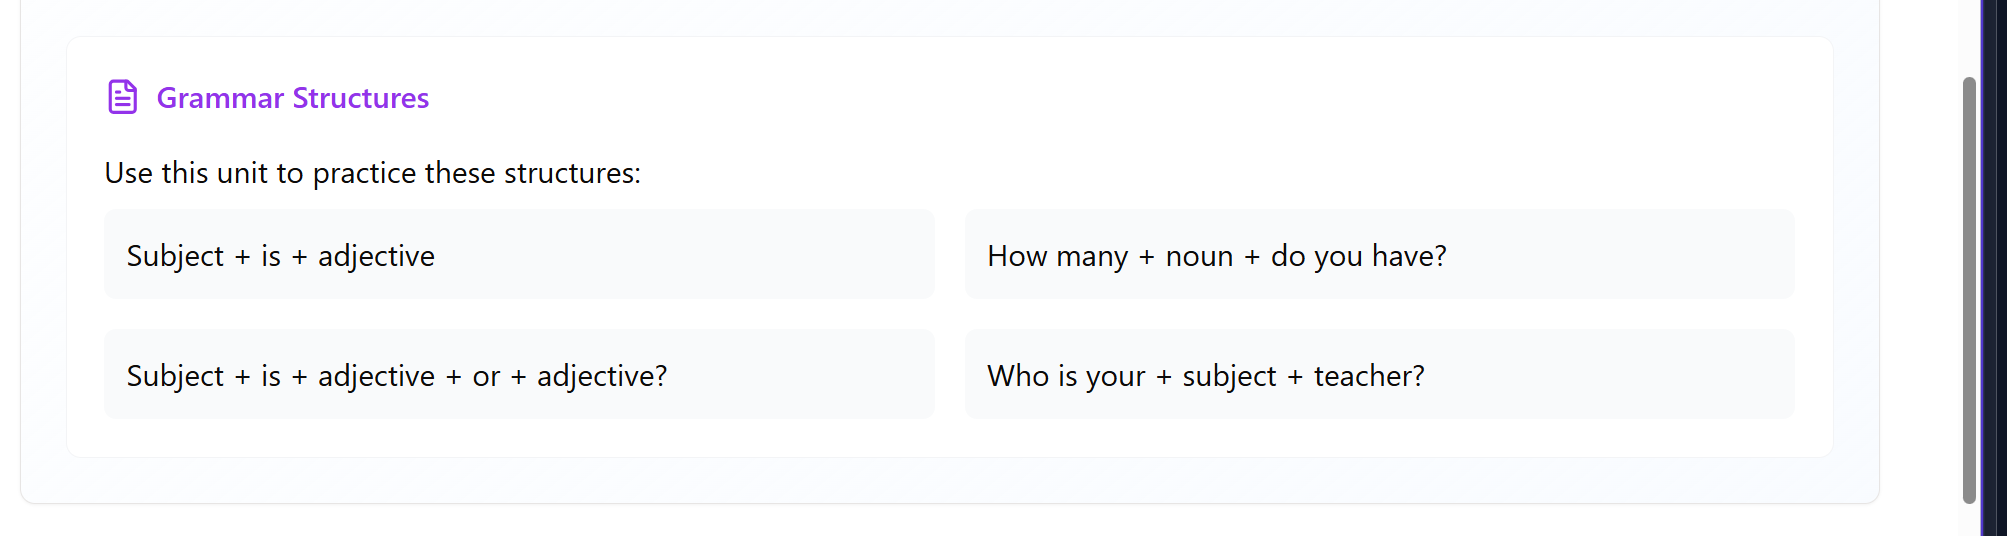 Grammar Structures
Use this unit to practice these structures:
Subject + is + adjective
How many + noun + do you have?
Subject + is + adjective + or + adjective?
Who is your + subject + teacher?